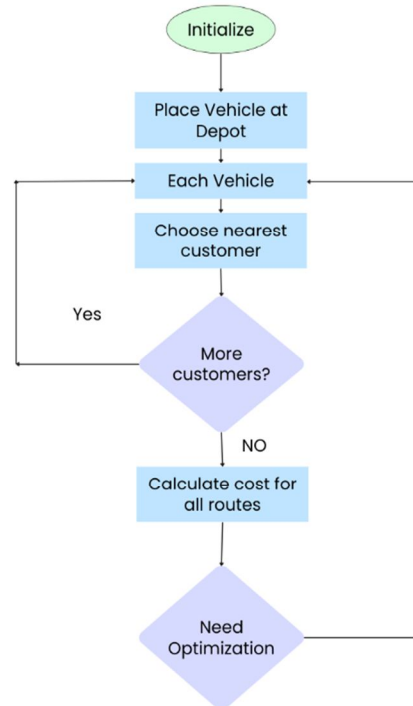 Initialize
Place Vehicle at
Depot
Each Vehicle
Choose nearest
customer
Yes
More
customers?
NO
Calculate cost for
all routes
Need
Optimization